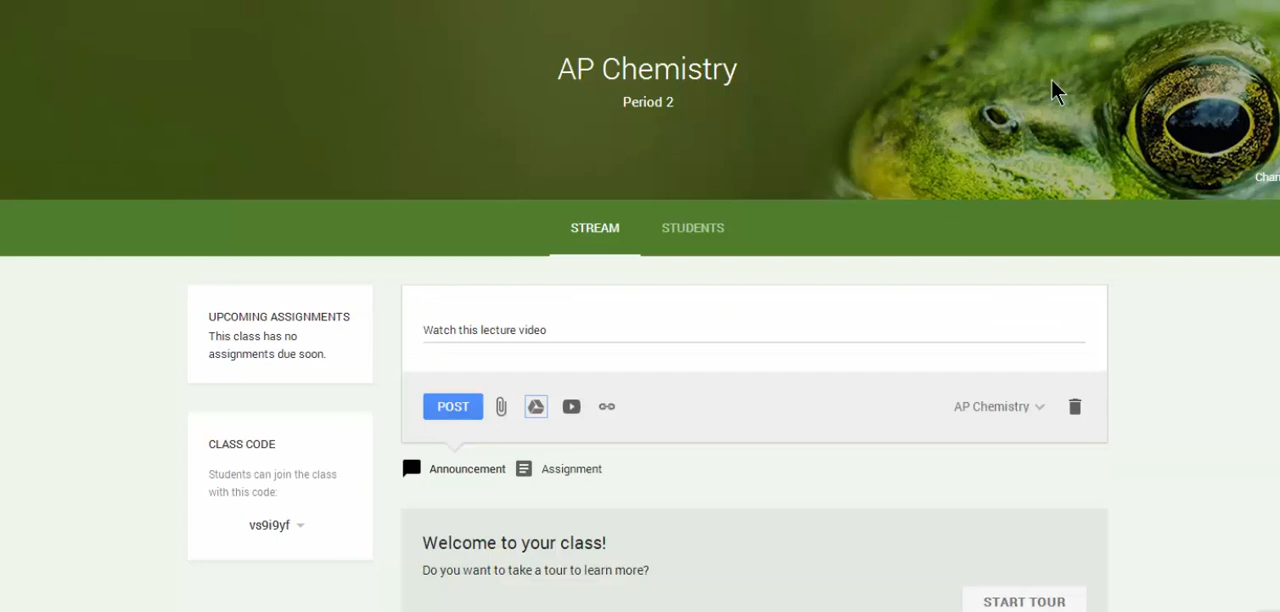 AP Chemistry
Period 2
STREAM STUDENTS
UPCOMING ASSIGNMENTS
This class has no
assignments due soon.
CLASS CODE
Students can join the class
with this code:
vs9i9yf
Watch this lecture video
POST
AP Chemistry
Announcement Assignment
Welcome to your class!
Do you want to take a tour to learn more?
START TOUR